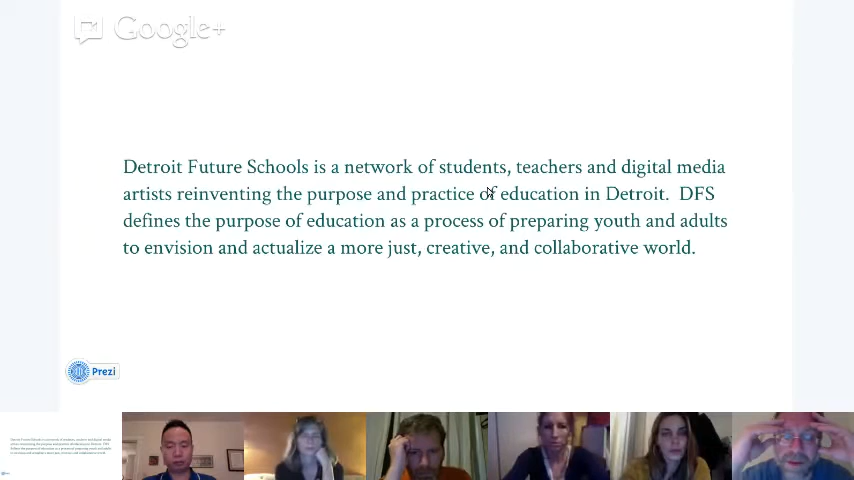 Google+
Detroit Future Schools is a network of students, teachers and digital media
artists reinventing the purpose and practice of education in Detroit.  DFS
defines the purpose of education as a process of preparing youth and adults
to envision and actualize a more just, creative, and collaborative world.
Prezi